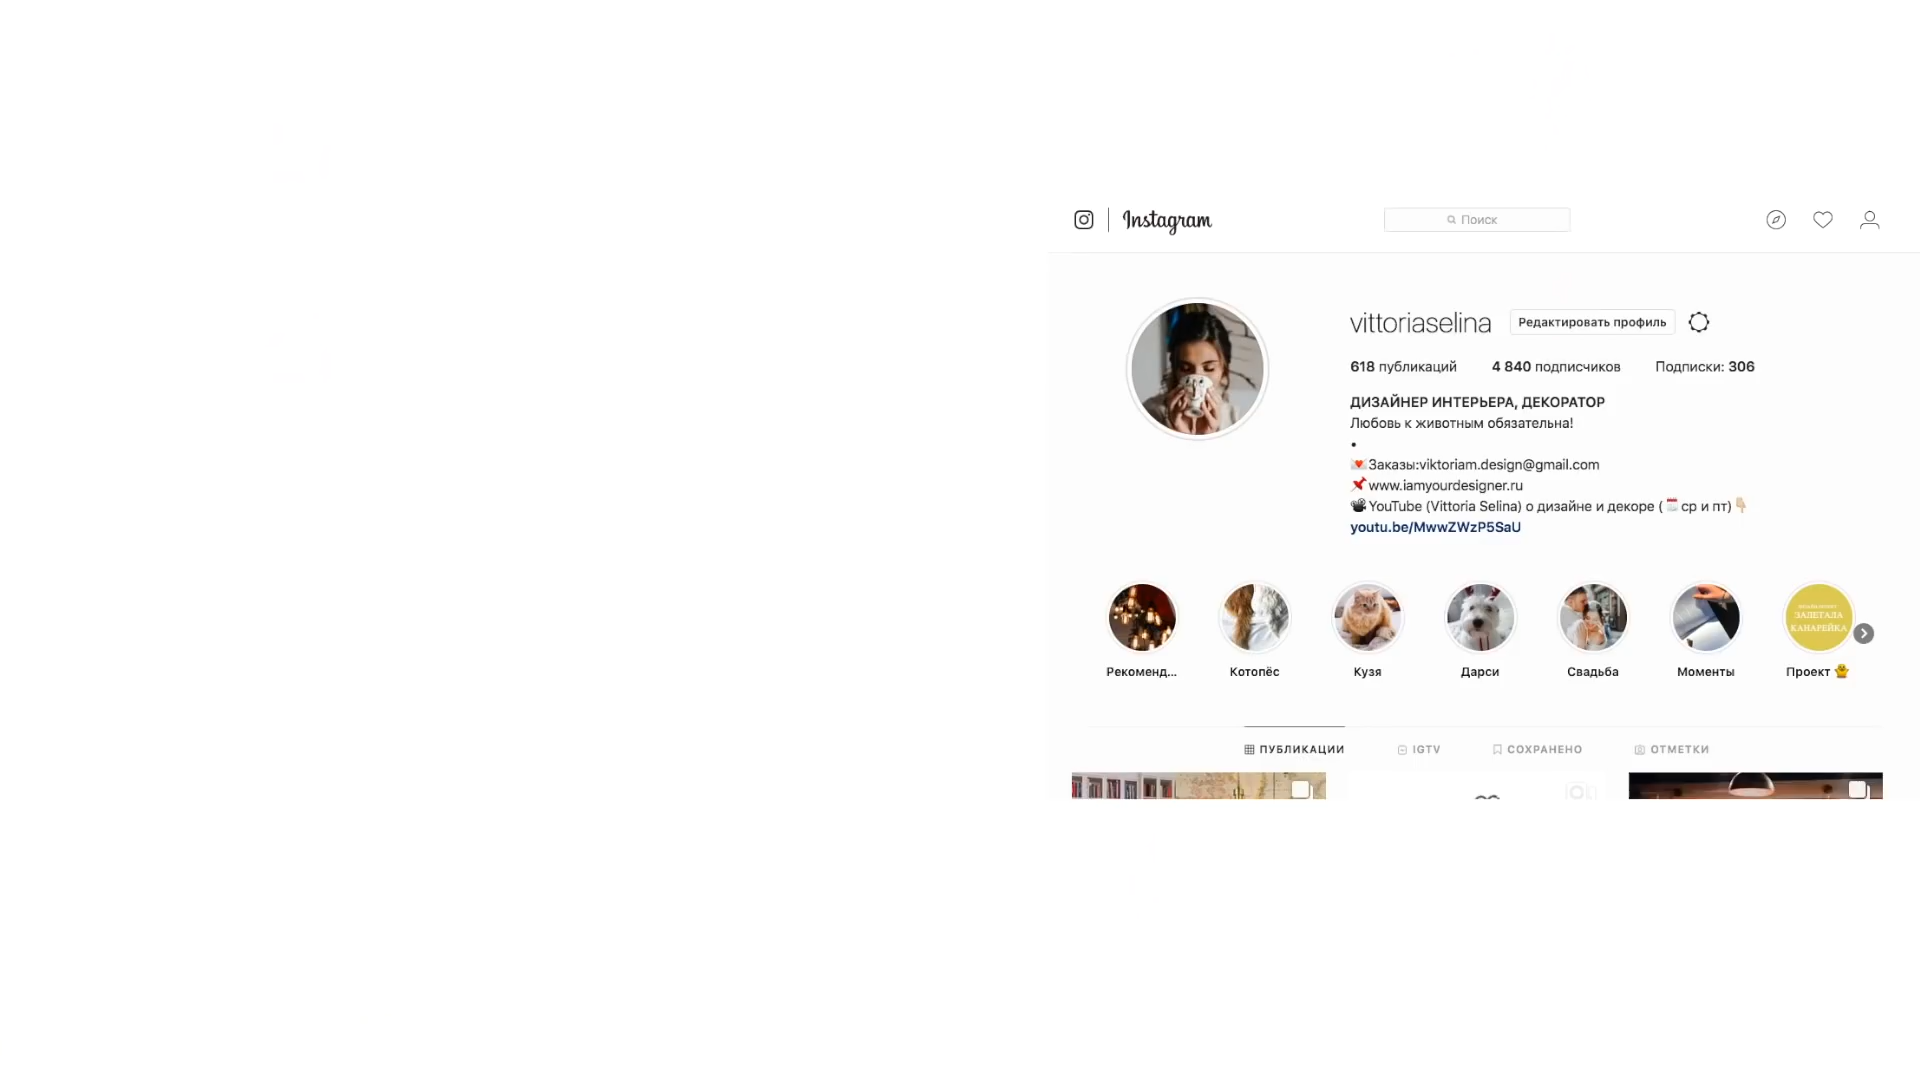 Instagram
Поиск
vittoriaselina
Редактировать профиль
618 публикаций
4 840 подписчиков
Подписки: 306
ДИЗАЙНЕР ИНТЕРЬЕРА, ДЕКОРАТОР
Любовь к животным обязательна!
•
💌Заказы:viktoriam.design@gmail.com
📌www.iamyourdesigner.ru
📽YouTube (Vittoria Selina) о дизайне и декоре (🗓ср и пт)👇🏻
youtu.be/MwwZWzP5SaU
ЗАЛЕТАЛА
КАНАРЕЙКА
Рекоменд...
Котопёс
Кузя
Дарси
Свадьба
Моменты
Проект 🐥
ПУБЛИКАЦИИ
IGTV
СОХРАНЕНО
ОТМЕТКИ